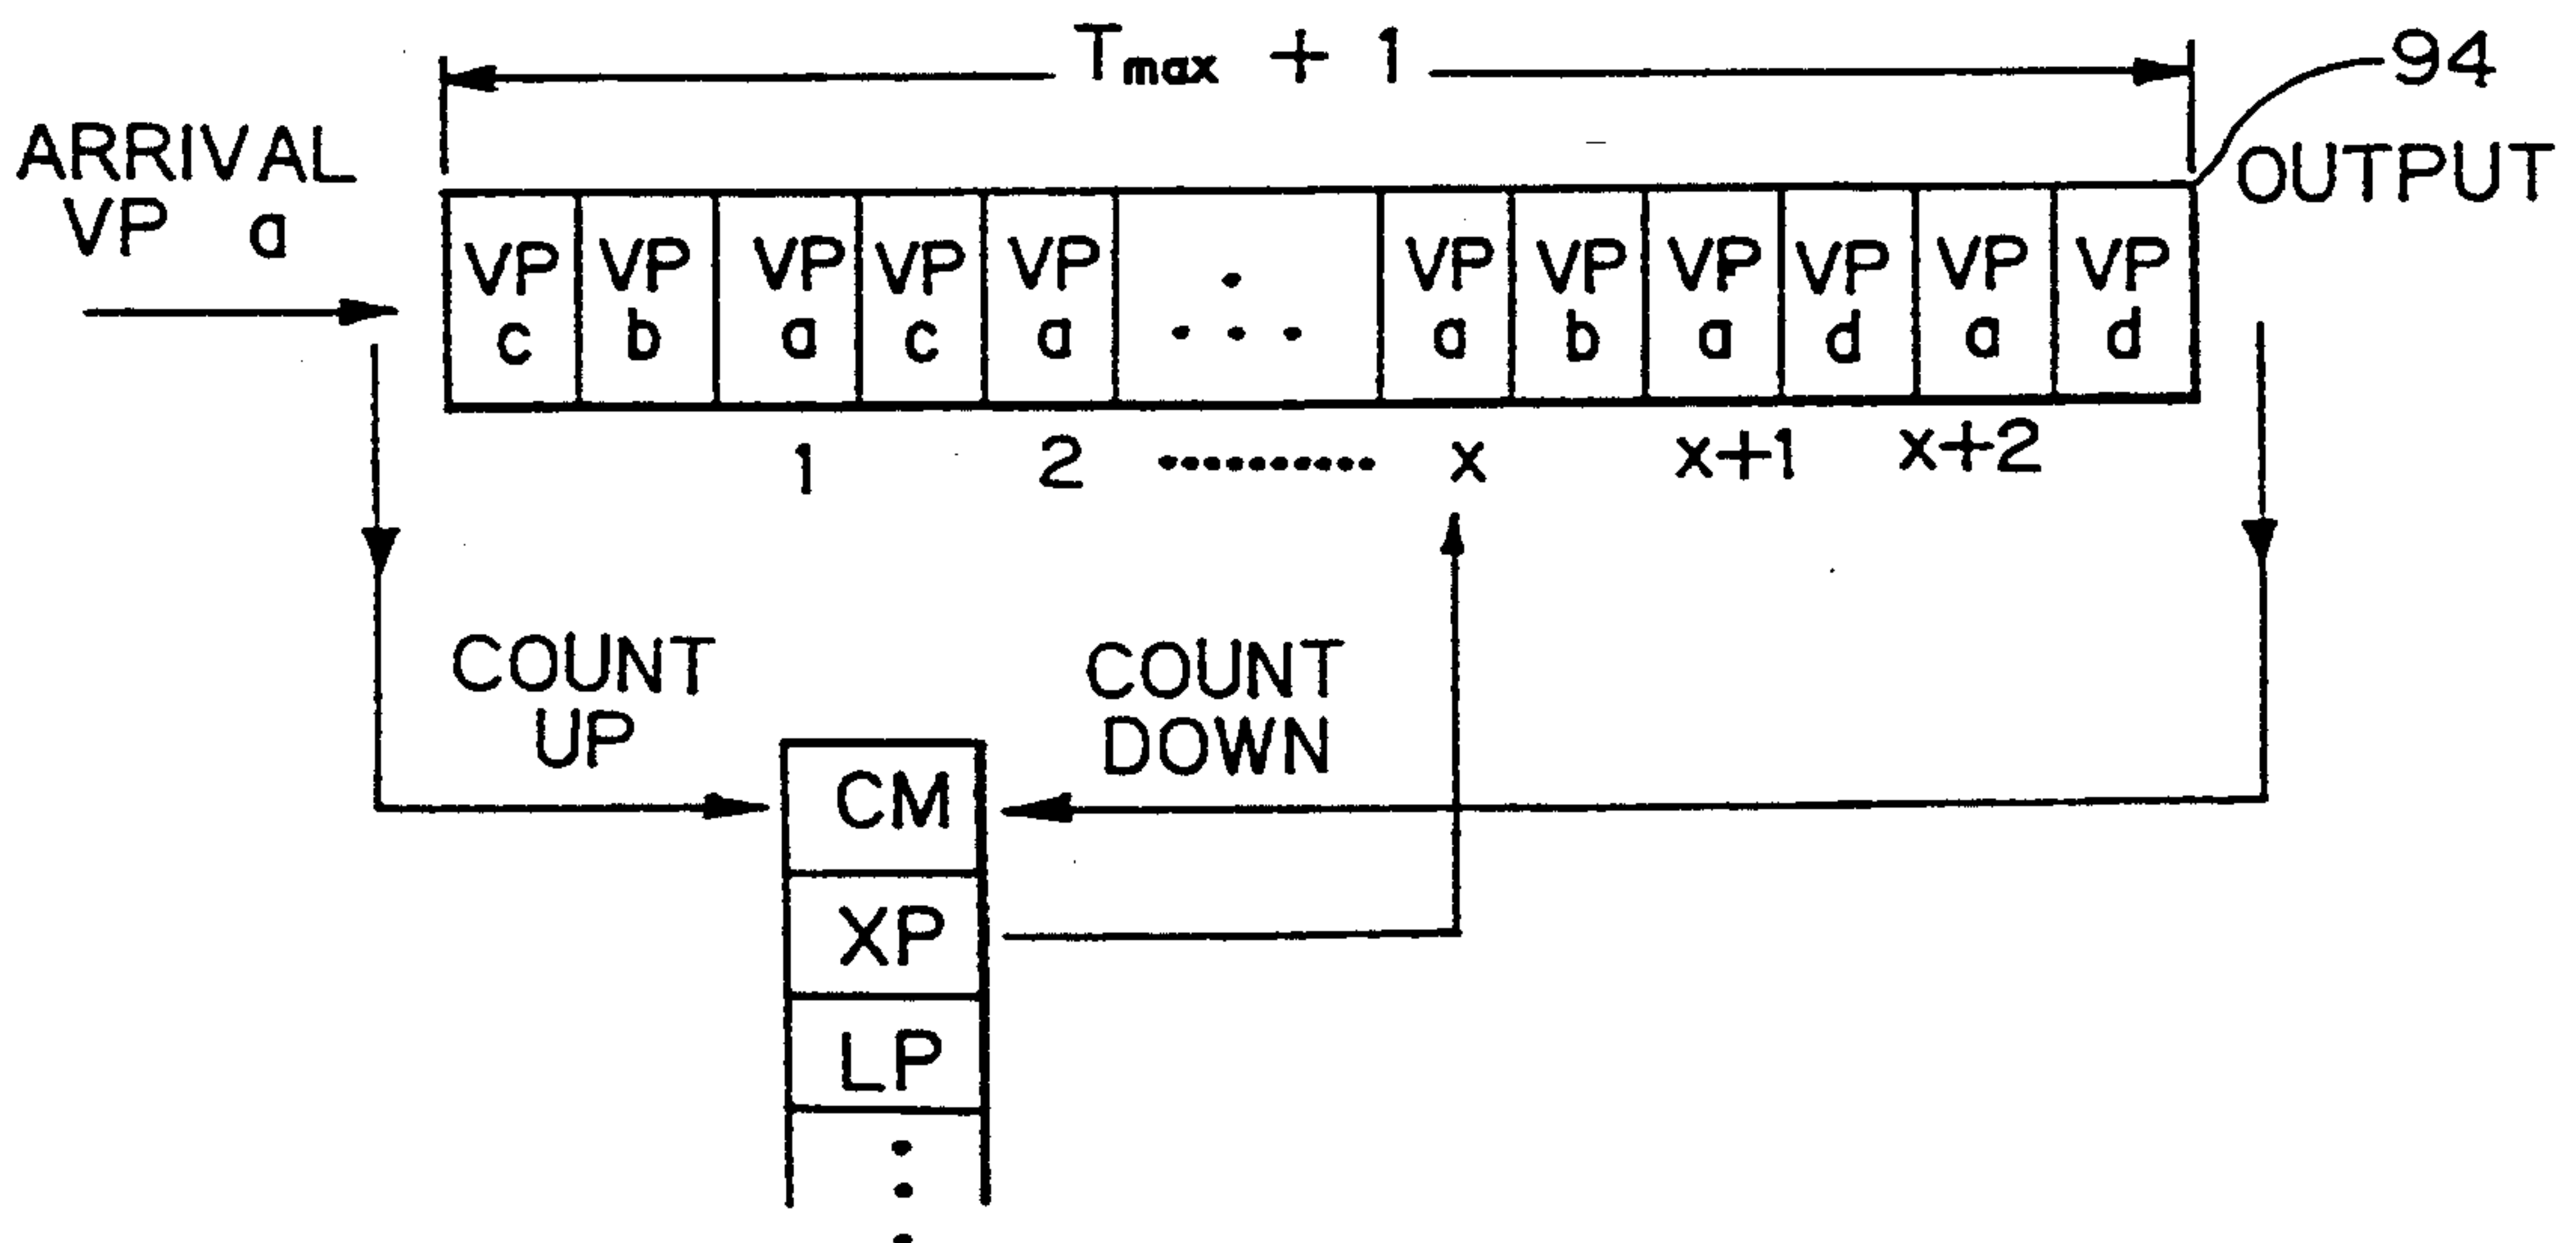 T_max + 1
94
ARRIVAL
VP a
OUTPUT
VP VP VP VP VP ... VP VP VP VP VP VP
c b a c a a b a d a d
1 2 ........... x x+1 x+2
COUNT
UP
COUNT
DOWN
CM
XP
LP